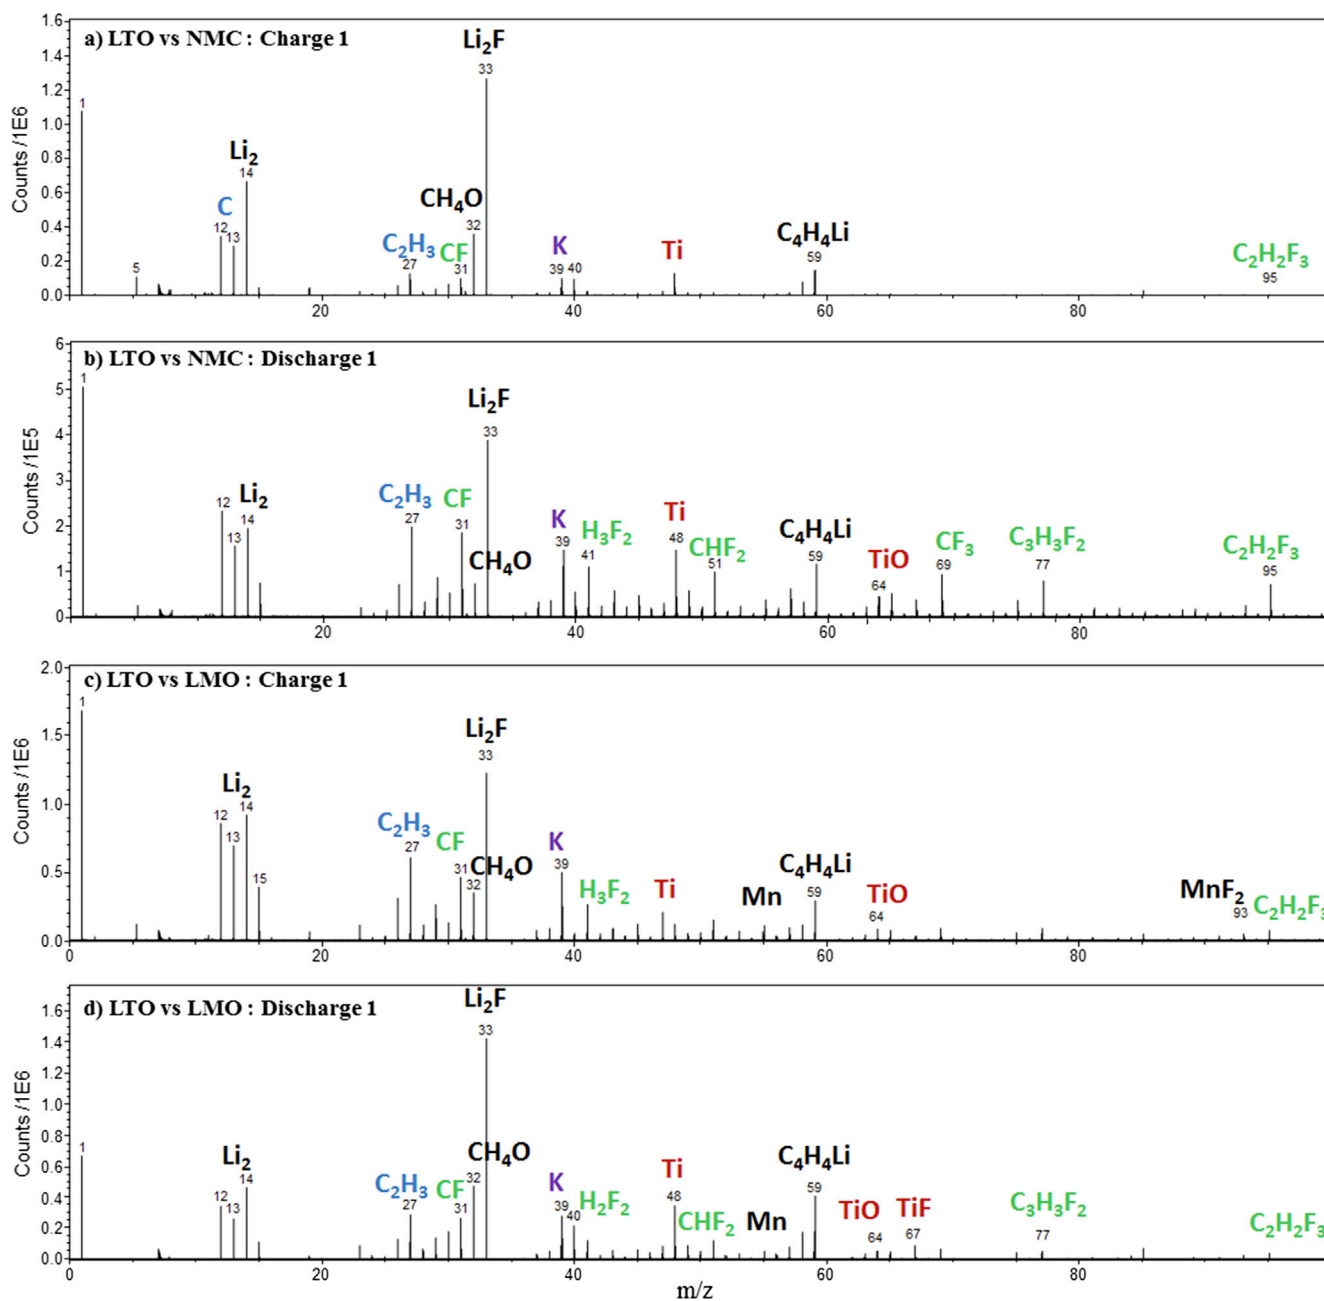 a) LTO vs NMC : Charge 1
Counts /1E6
1.6
1.4
1.2
1.0
0.8
0.6
0.4
0.2
0.0
1
5
C
12
13
Li₂
14
C₂H₃
27
CF
31
CH₄O
32
Li₂F
33
K
39
40
Ti
C₄H₄Li
59
C₂H₂F₃
95
20 40 60 80
b) LTO vs NMC : Discharge 1
Counts /1E5
6
5
4
3
2
1
0
1
12
13
Li₂
14
C₂H₃
27
CF
31
CH₄O
Li₂F
33
K
39
H₃F₂
41
Ti
48
CHF₂
51
C₄H₄Li
59
TiO
64
CF₃
69
C₃H₃F₂
77
C₂H₂F₃
95
20 40 60 80
c) LTO vs LMO : Charge 1
Counts /1E6
2.0
1.5
1.0
0.5
0.0
1
12
13
Li₂
14
15
C₂H₃
27
CF
31
32
CH₄O
Li₂F
33
K
39
H₃F₂
Ti
Mn
C₄H₄Li
59
TiO
64
MnF₂
93
C₂H₂F₃
20 40 60 80
d) LTO vs LMO : Discharge 1
Counts /1E6
1.6
1.4
1.2
1.0
0.8
0.6
0.4
0.2
0.0
1
12
13
Li₂
14
C₂H₃
27
CF
31
CH₄O
32
Li₂F
33
K
39
40
H₂F₂
Ti
48
CHF₂
Mn
C₄H₄Li
59
TiO
64
TiF
67
C₃H₃F₂
77
C₂H₂F₃
0 20 40 60 80
m/z